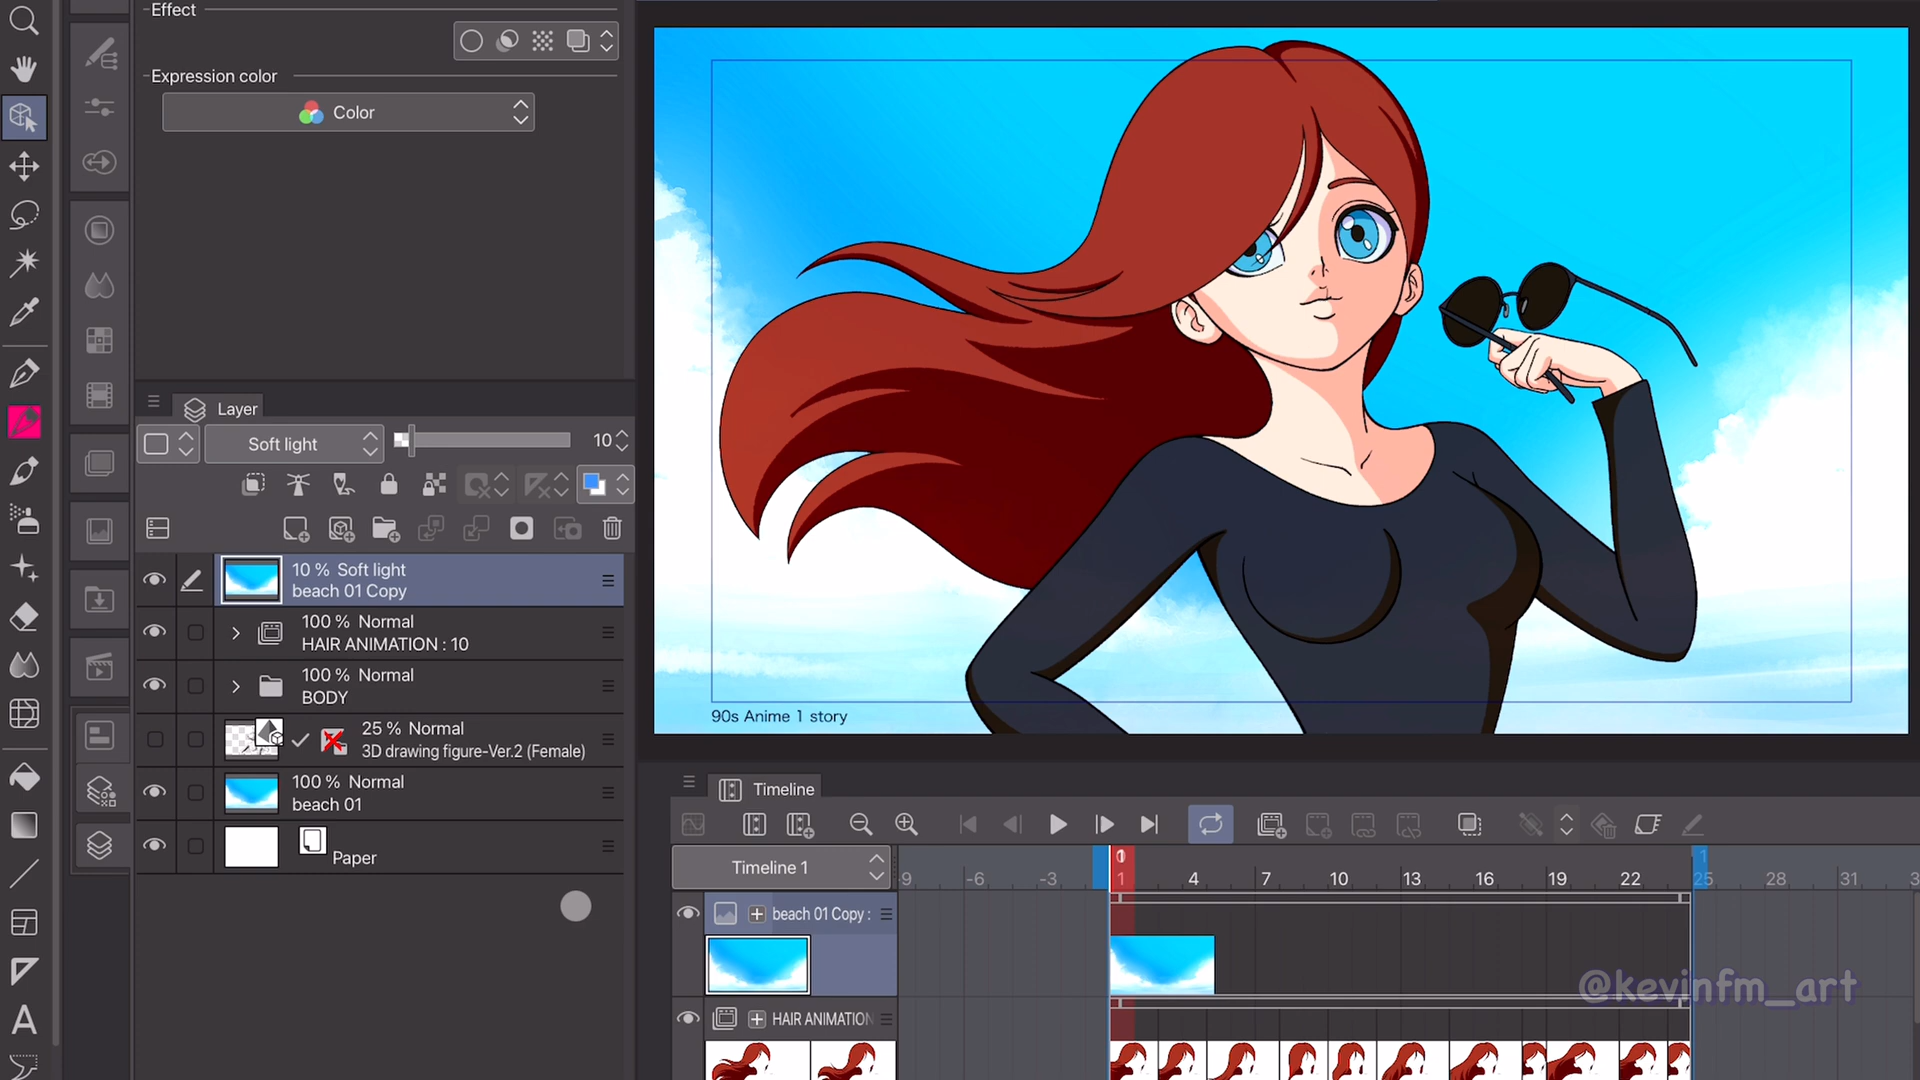 Effect
Expression color
Color
Layer
Soft light
10
10 % Soft light
beach 01 Copy
100 % Normal
HAIR ANIMATION : 10
100 % Normal
BODY
25 % Normal
3D drawing figure-Ver.2 (Female)
100 % Normal
beach 01
Paper
90s Anime 1 story
Timeline
Timeline 1
-9 -6 -3 1 4 7 10 13 16 19 22 25 28 31
1
beach 01 Copy :
HAIR ANIMATION
@kevinfm_art
A